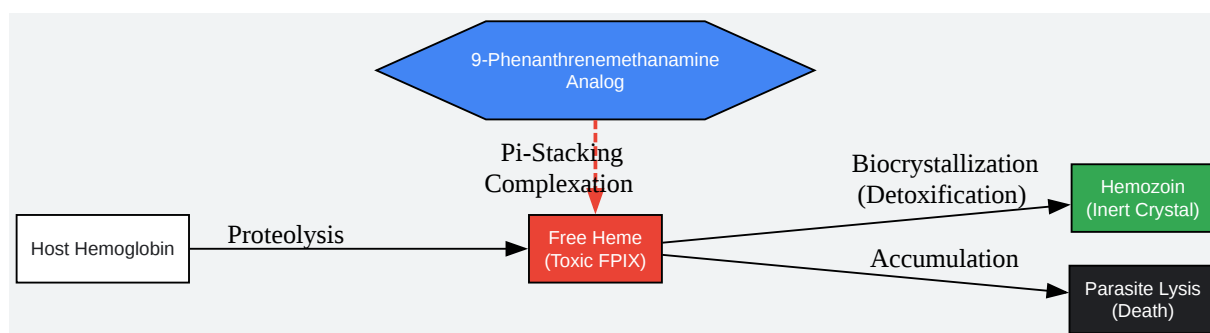 9-Phenanthrenemethanamine
Analog
Pi-Stacking
Complexation
Host Hemoglobin
Proteolysis
Free Heme
(Toxic FPIX)
Biocrystallization
(Detoxification)
Hemozoin
(Inert Crystal)
Accumulation
Parasite Lysis
(Death)